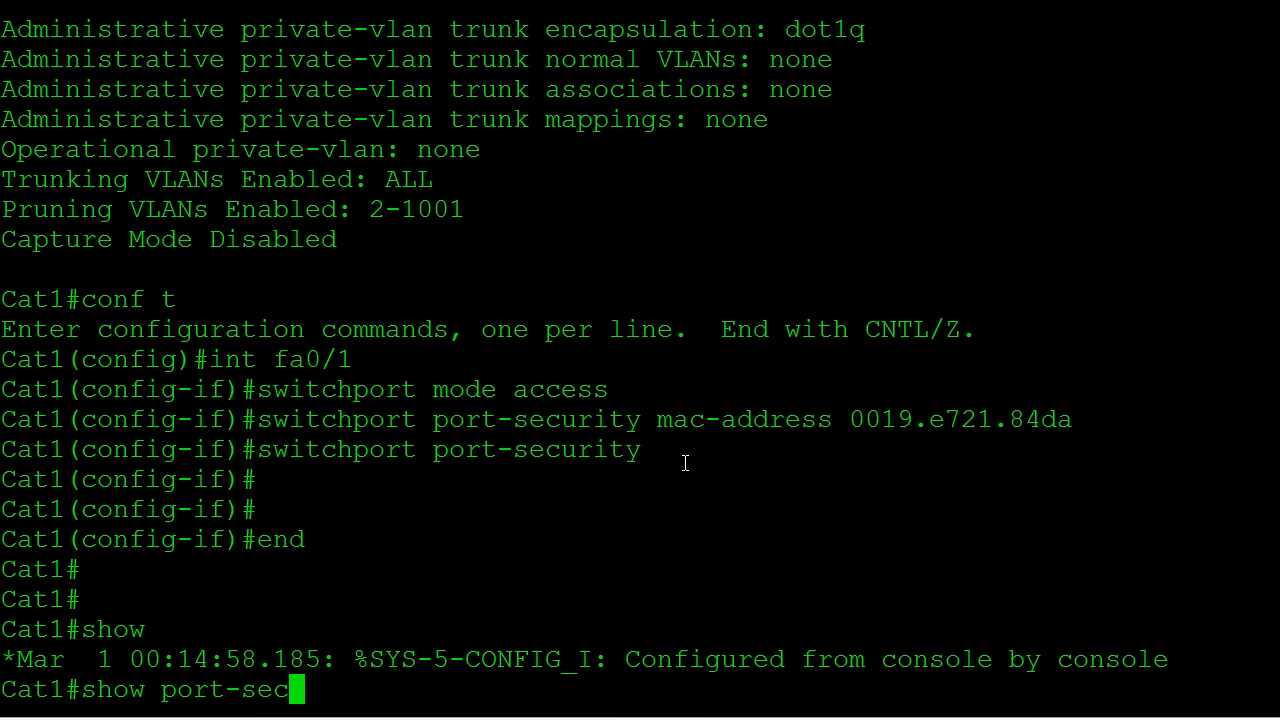 Administrative private-vlan trunk encapsulation: dot1q
Administrative private-vlan trunk normal VLANs: none
Administrative private-vlan trunk associations: none
Administrative private-vlan trunk mappings: none
Operational private-vlan: none
Trunking VLANs Enabled: ALL
Pruning VLANs Enabled: 2-1001
Capture Mode Disabled
Cat1#conf t
Enter configuration commands, one per line.  End with CNTL/Z.
Cat1(config)#int fa0/1
Cat1(config-if)#switchport mode access
Cat1(config-if)#switchport port-security mac-address 0019.e721.84da
Cat1(config-if)#switchport port-security
Cat1(config-if)#
Cat1(config-if)#
Cat1(config-if)#end
Cat1#
Cat1#
Cat1#show
*Mar  1 00:14:58.185: %SYS-5-CONFIG_I: Configured from console by console
Cat1#show port-sec